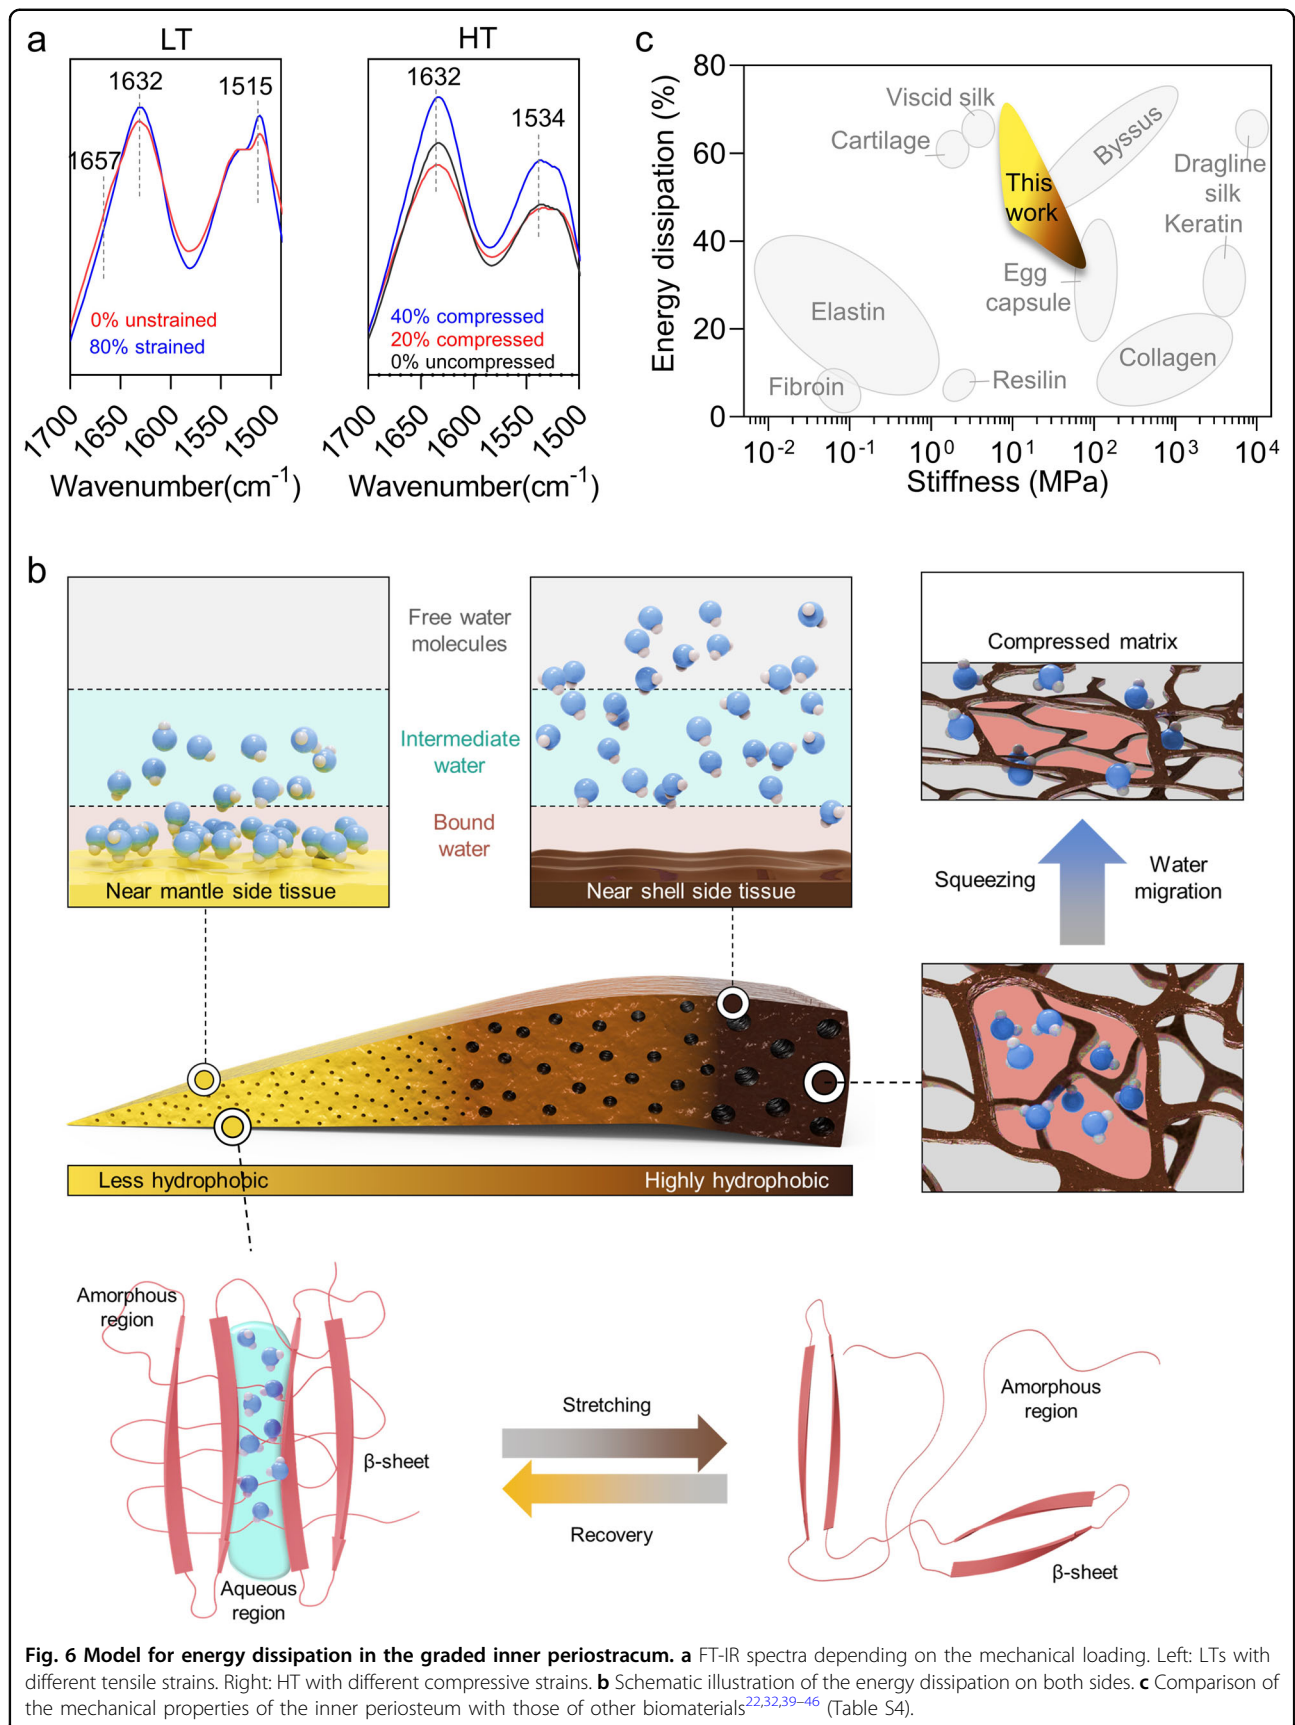 a
LT
1632
1515
1657
0% unstrained
80% strained
1700
1650
1600
1550
1500
Wavenumber(cm-1)
HT
1632
1534
40% compressed
20% compressed
0% uncompressed
1700
1650
1600
1550
1500
Wavenumber(cm-1)
c
Energy dissipation (%)
80
60
40
20
0
Viscid silk
Cartilage
This
work
Byssus
Dragline
silk
Keratin
Egg
capsule
Elastin
Fibroin
Resilin
Collagen
10-2
10-1
100
101
102
103
104
Stiffness (MPa)
b
Free water
molecules
Intermediate
water
Bound
water
Near mantle side tissue
Near shell side tissue
Compressed matrix
Squeezing
Water
migration
Less hydrophobic
Highly hydrophobic
Amorphous
region
β-sheet
Aqueous
region
Stretching
Recovery
Amorphous
region
β-sheet
Fig. 6 Model for energy dissipation in the graded inner periostracum. a FT-IR spectra depending on the mechanical loading. Left: LTs with
different tensile strains. Right: HT with different compressive strains. b Schematic illustration of the energy dissipation on both sides. c Comparison of
the mechanical properties of the inner periosteum with those of other biomaterials22,32,39–46 (Table S4).